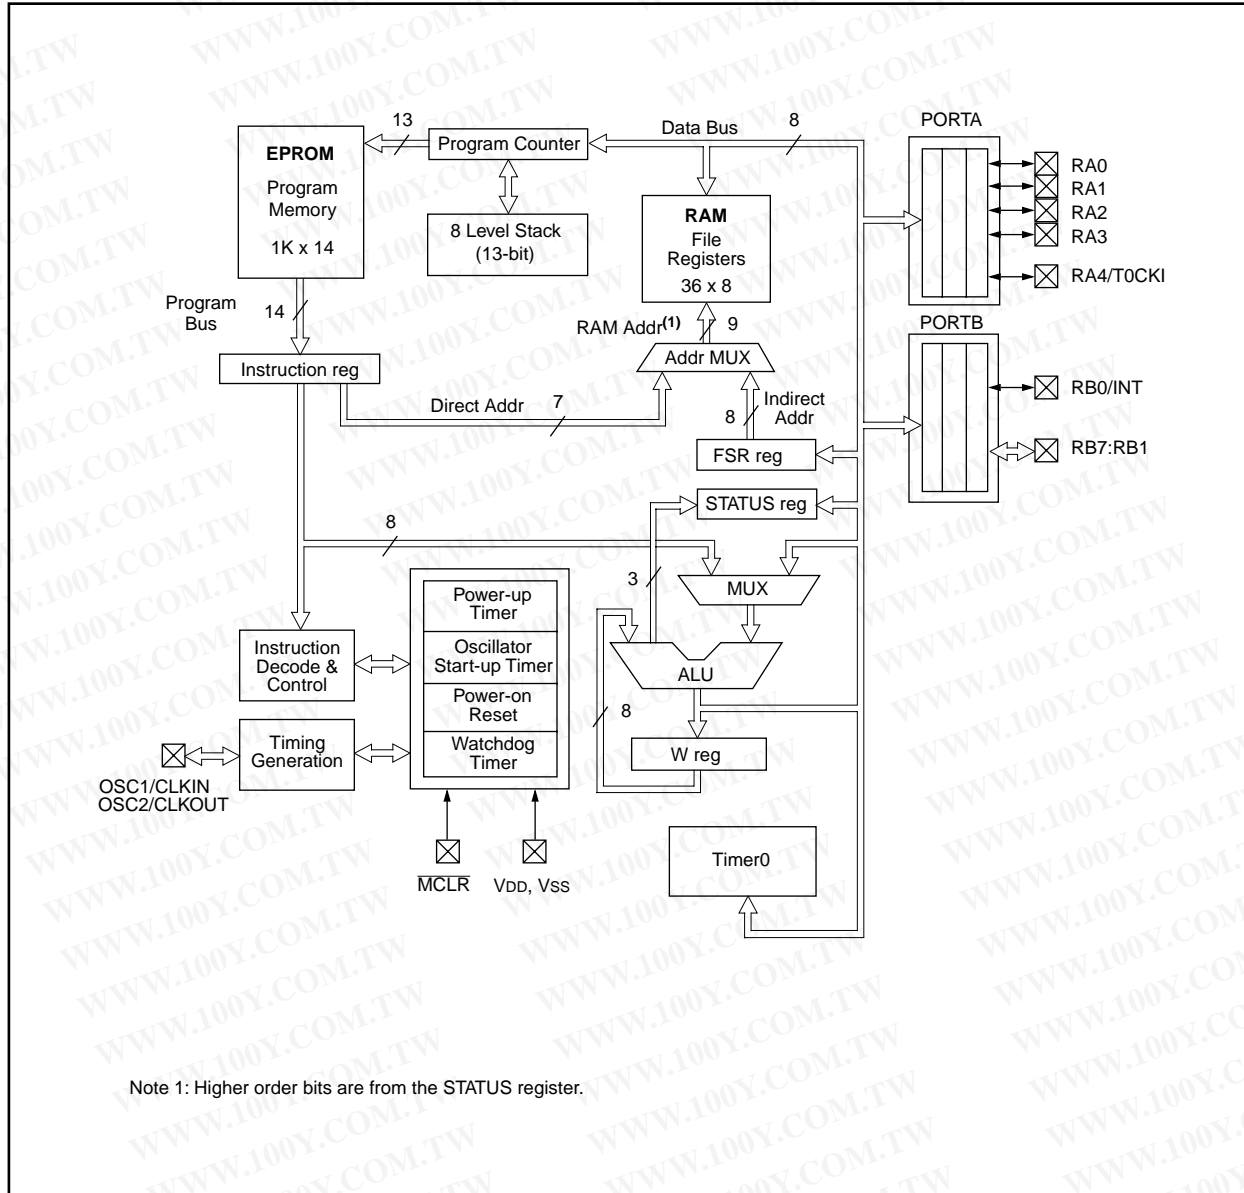 13
Program Counter
Data Bus
8
PORTA
EPROM
Program
Memory
1K x 14
8 Level Stack
(13-bit)
RAM
File
Registers
36 x 8
RA0
RA1
RA2
RA3
RA4/T0CKI
Program
Bus
14
RAM Addr(1)
9
PORTB
Instruction reg
Addr MUX
Direct Addr
7
8
Indirect
Addr
RB0/INT
RB7:RB1
FSR reg
STATUS reg
8
3
MUX
Power-up
Timer
Oscillator
Start-up Timer
Power-on
Reset
Watchdog
Timer
Instruction
Decode &
Control
ALU
8
W reg
Timing
Generation
OSC1/CLKIN
OSC2/CLKOUT
MCLR
VDD, VSS
Timer0
Note 1: Higher order bits are from the STATUS register.
WWW.100Y.COM.TW